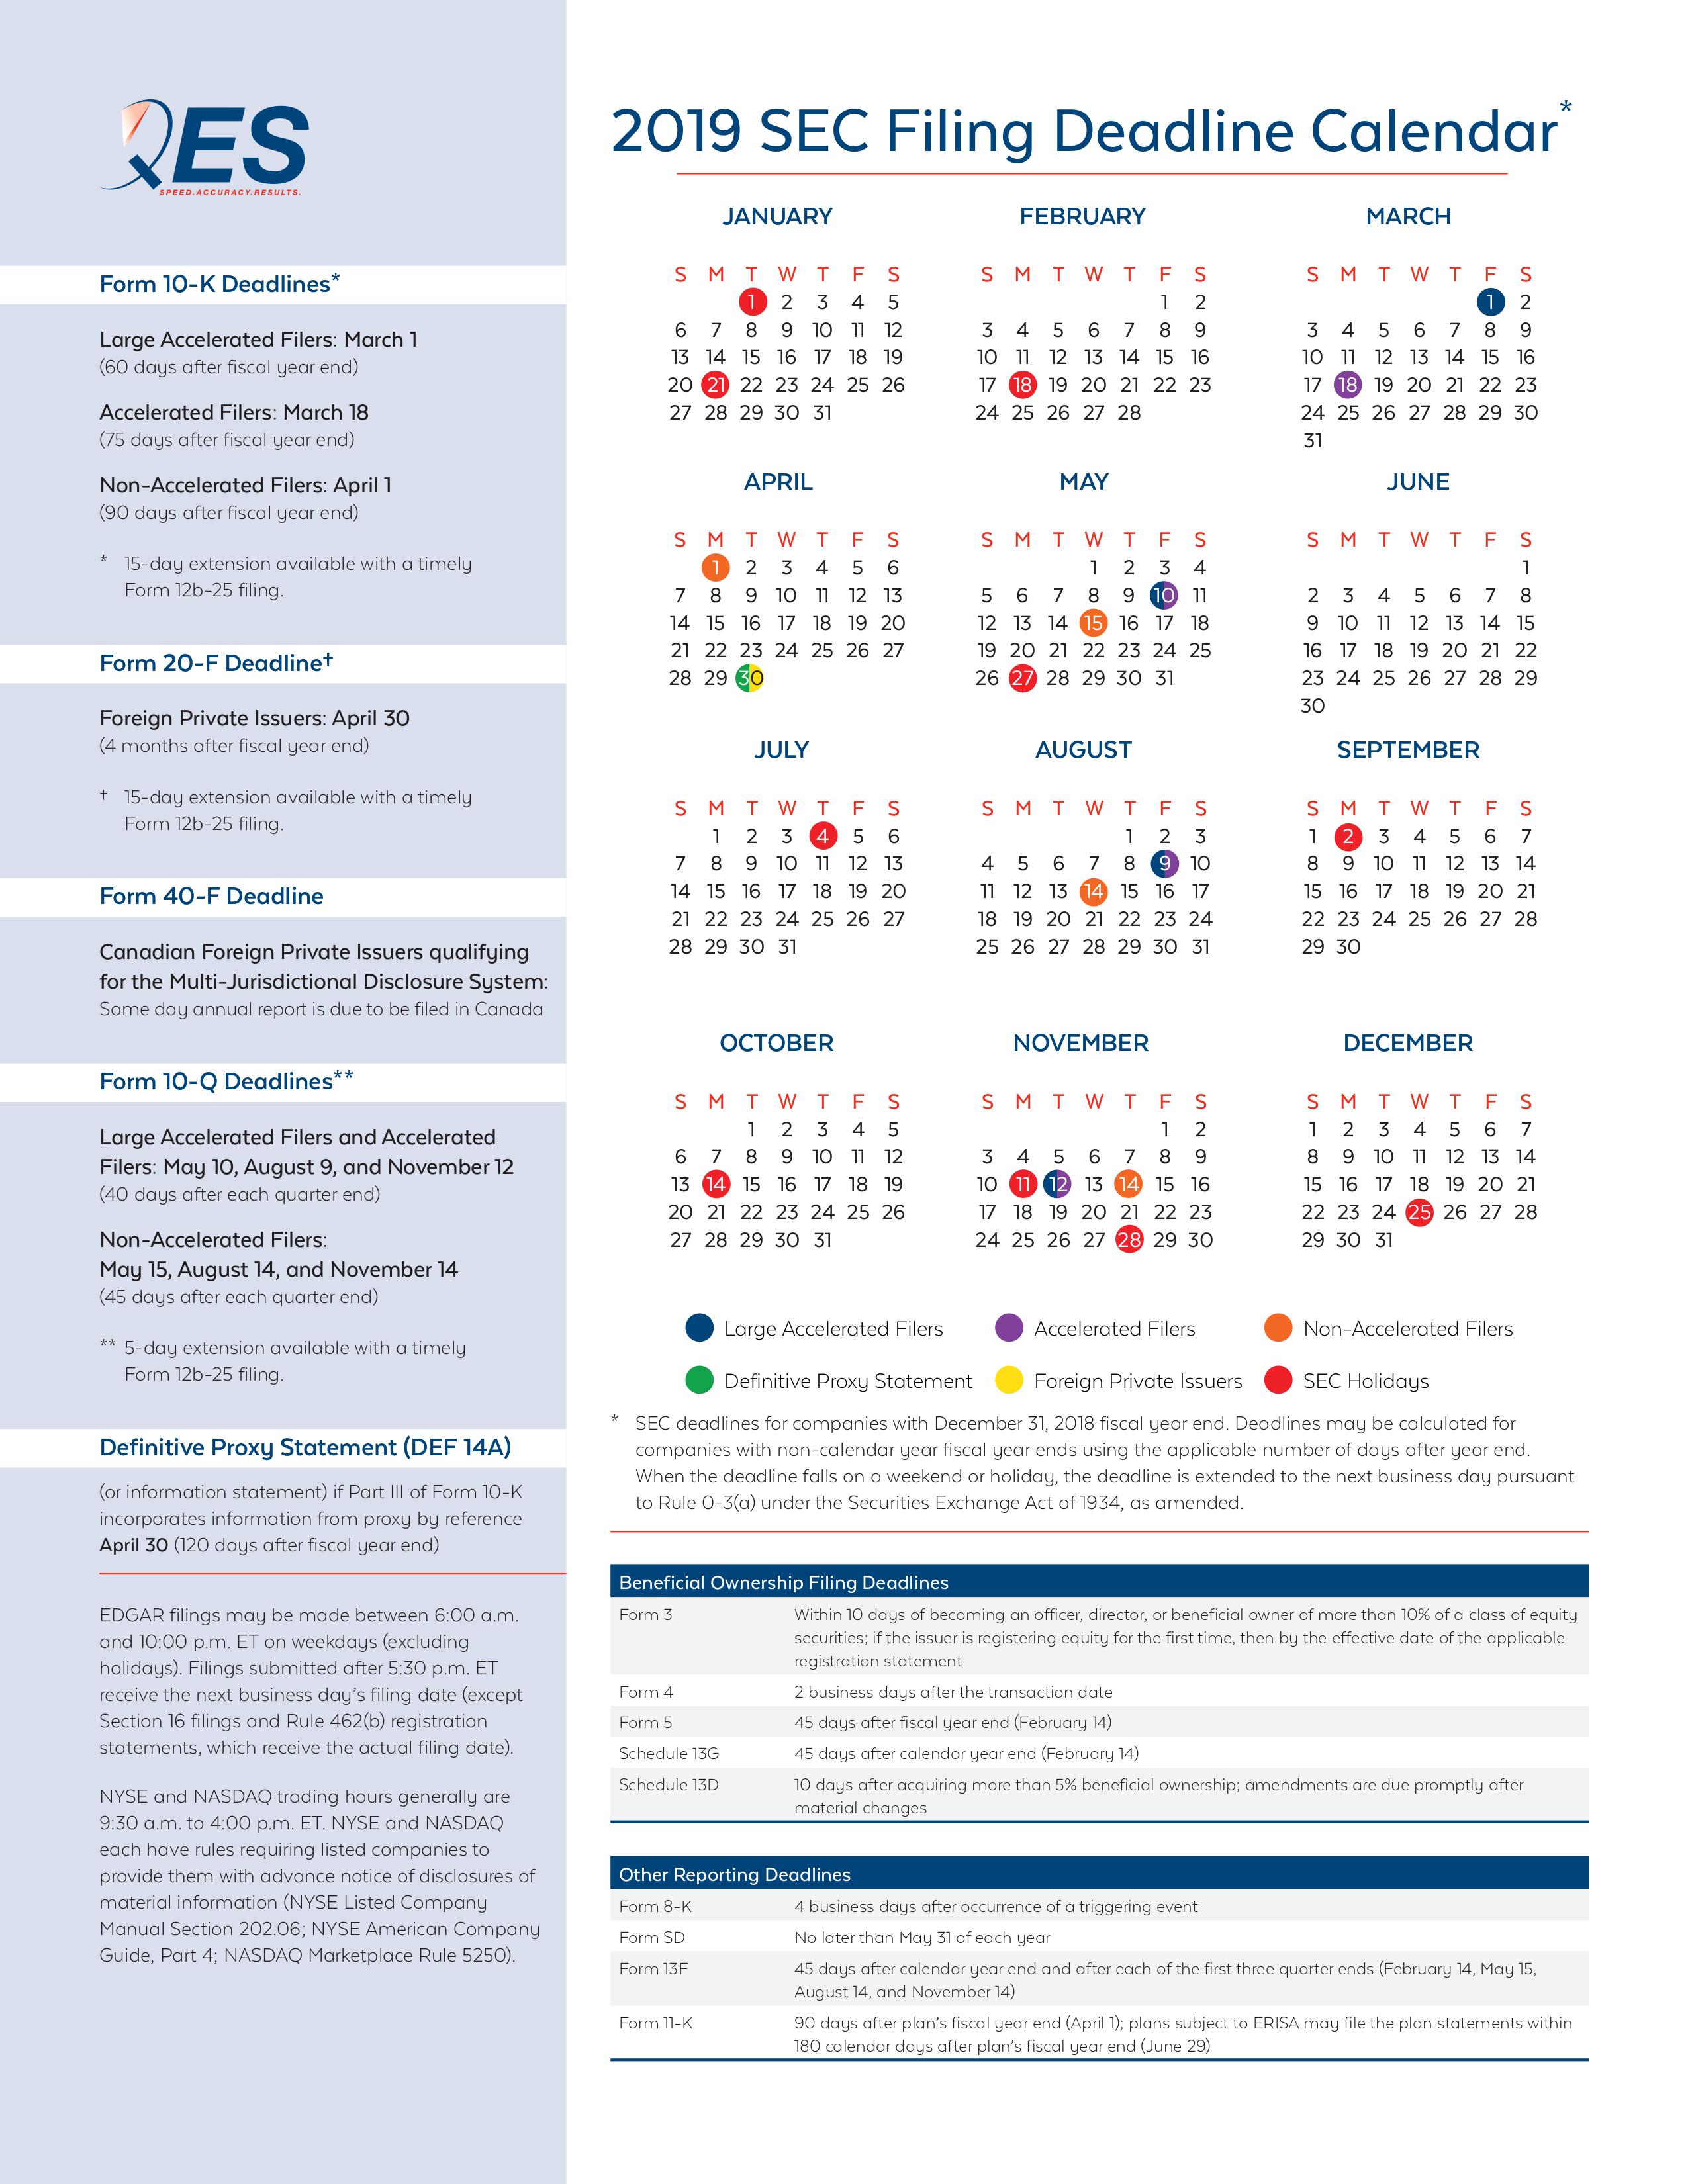 QES
SPEED.ACCURACY.RESULTS.
Form 10-K Deadlines*
Large Accelerated Filers: March 1
(60 days after fiscal year end)
Accelerated Filers: March 18
(75 days after fiscal year end)
Non-Accelerated Filers: April 1
(90 days after fiscal year end)
* 15-day extension available with a timely
Form 12b-25 filing.
Form 20-F Deadline†
Foreign Private Issuers: April 30
(4 months after fiscal year end)
† 15-day extension available with a timely
Form 12b-25 filing.
Form 40-F Deadline
Canadian Foreign Private Issuers qualifying
for the Multi-Jurisdictional Disclosure System:
Same day annual report is due to be filed in Canada
Form 10-Q Deadlines**
Large Accelerated Filers and Accelerated
Filers: May 10, August 9, and November 12
(40 days after each quarter end)
Non-Accelerated Filers:
May 15, August 14, and November 14
(45 days after each quarter end)
** 5-day extension available with a timely
Form 12b-25 filing.
Definitive Proxy Statement (DEF 14A)
(or information statement) if Part III of Form 10-K
incorporates information from proxy by reference
April 30 (120 days after fiscal year end)
EDGAR filings may be made between 6:00 a.m.
and 10:00 p.m. ET on weekdays (excluding
holidays). Filings submitted after 5:30 p.m. ET
receive the next business day's filing date (except
Section 16 filings and Rule 462(b) registration
statements, which receive the actual filing date).
NYSE and NASDAQ trading hours generally are
9:30 a.m. to 4:00 p.m. ET. NYSE and NASDAQ
each have rules requiring listed companies to
provide them with advance notice of disclosures of
material information (NYSE Listed Company
Manual Section 202.06; NYSE American Company
Guide, Part 4; NASDAQ Marketplace Rule 5250).
2019 SEC Filing Deadline Calendar*
JANUARY
S M T W T F S
1 2 3 4 5
6 7 8 9 10 11 12
13 14 15 16 17 18 19
20 21 22 23 24 25 26
27 28 29 30 31
FEBRUARY
S M T W T F S
1 2
3 4 5 6 7 8 9
10 11 12 13 14 15 16
17 18 19 20 21 22 23
24 25 26 27 28
MARCH
S M T W T F S
1 2
3 4 5 6 7 8 9
10 11 12 13 14 15 16
17 18 19 20 21 22 23
24 25 26 27 28 29 30
31
APRIL
S M T W T F S
1 2 3 4 5 6
7 8 9 10 11 12 13
14 15 16 17 18 19 20
21 22 23 24 25 26 27
28 29 30
MAY
S M T W T F S
1 2 3 4
5 6 7 8 9 10 11
12 13 14 15 16 17 18
19 20 21 22 23 24 25
26 27 28 29 30 31
JUNE
S M T W T F S
1
2 3 4 5 6 7 8
9 10 11 12 13 14 15
16 17 18 19 20 21 22
23 24 25 26 27 28 29
30
JULY
S M T W T F S
1 2 3 4 5 6
7 8 9 10 11 12 13
14 15 16 17 18 19 20
21 22 23 24 25 26 27
28 29 30 31
AUGUST
S M T W T F S
1 2 3
4 5 6 7 8 9 10
11 12 13 14 15 16 17
18 19 20 21 22 23 24
25 26 27 28 29 30 31
SEPTEMBER
S M T W T F S
1 2 3 4 5 6 7
8 9 10 11 12 13 14
15 16 17 18 19 20 21
22 23 24 25 26 27 28
29 30
OCTOBER
S M T W T F S
1 2 3 4 5
6 7 8 9 10 11 12
13 14 15 16 17 18 19
20 21 22 23 24 25 26
27 28 29 30 31
NOVEMBER
S M T W T F S
1 2
3 4 5 6 7 8 9
10 11 12 13 14 15 16
17 18 19 20 21 22 23
24 25 26 27 28 29 30
DECEMBER
S M T W T F S
1 2 3 4 5 6 7
8 9 10 11 12 13 14
15 16 17 18 19 20 21
22 23 24 25 26 27 28
29 30 31
Large Accelerated Filers Accelerated Filers Non-Accelerated Filers
Definitive Proxy Statement Foreign Private Issuers SEC Holidays
* SEC deadlines for companies with December 31, 2018 fiscal year end. Deadlines may be calculated for
companies with non-calendar year fiscal year ends using the applicable number of days after year end.
When the deadline falls on a weekend or holiday, the deadline is extended to the next business day pursuant
to Rule 0-3(a) under the Securities Exchange Act of 1934, as amended.
Beneficial Ownership Filing Deadlines
Form 3 Within 10 days of becoming an officer, director, or beneficial owner of more than 10% of a class of equity
securities; if the issuer is registering equity for the first time, then by the effective date of the applicable
registration statement
Form 4 2 business days after the transaction date
Form 5 45 days after fiscal year end (February 14)
Schedule 13G 45 days after calendar year end (February 14)
Schedule 13D 10 days after acquiring more than 5% beneficial ownership; amendments are due promptly after
material changes
Other Reporting Deadlines
Form 8-K 4 business days after occurrence of a triggering event
Form SD No later than May 31 of each year
Form 13F 45 days after calendar year end and after each of the first three quarter ends (February 14, May 15,
August 14, and November 14)
Form 11-K 90 days after plan's fiscal year end (April 1); plans subject to ERISA may file the plan statements within
180 calendar days after plan's fiscal year end (June 29)